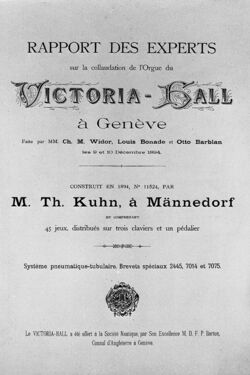 RAPPORT DES EXPERTS
sur la collaudation de l'Orgue du
VICTORIA-HALL
à Genève
Faite par MM. Ch. M. Widor, Louis Bonade et Otto Barblan
les 9 et 10 Décembre 1894.
CONSTRUIT EN 1894, Nº 11524, PAR
M. Th. Kuhn, à Männedorf
ET COMPRENANT
45 jeux, distribués sur trois claviers et un pédalier
Système pneumatique-tubulaire. Brevets spéciaux 2445, 7014 et 7075.
Le VICTORIA-HALL a été offert à la Société Nautique, par Son Excellence M. D. F. P. Barton,
Consul d'Angleterre à Genève.